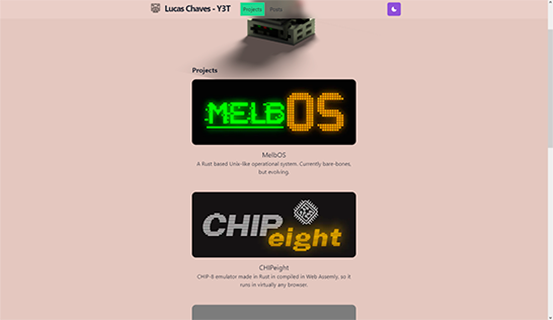 Lucas Chaves - Y3T
Projects
Posts
Projects
MELBOS
MelbOS
A Rust based Unix-like operational system. Currently bare-bones,
but evolving.
CHIP
eight
CHIPeight
CHIP-8 emulator made in Rust in compiled in Web Assemly, so it
runs in virtually any browser.